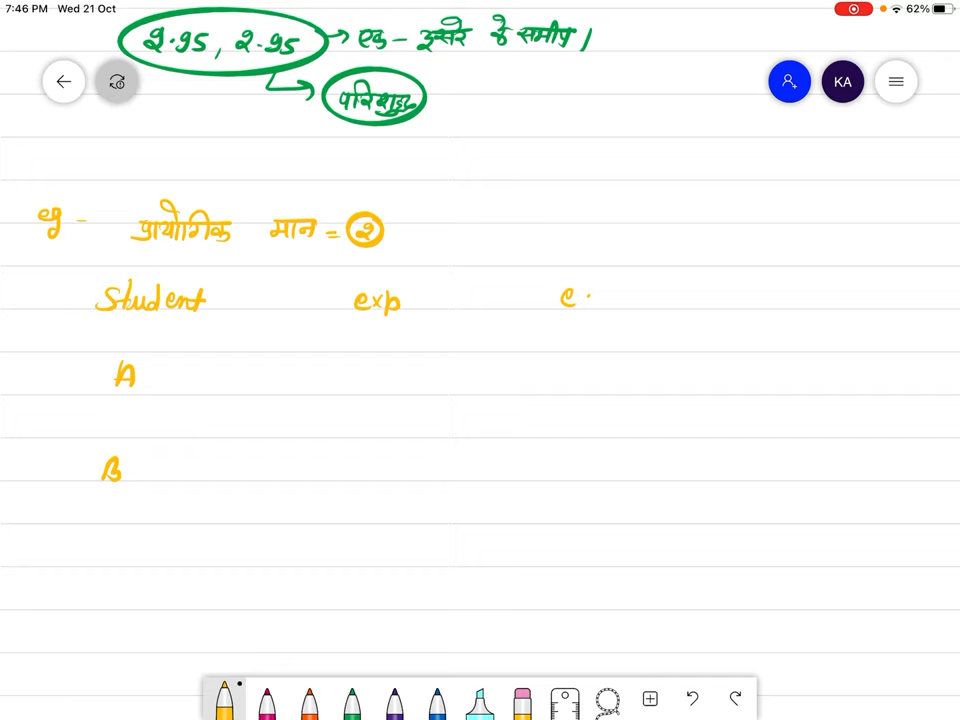 7:46 PM Wed 21 Oct 62%
2.95, 2.95 → एक - दूसरे के समीप।
परिशुद्ध
KA
eg - प्रायोगिक मान = 2
Student exp e.
A
B